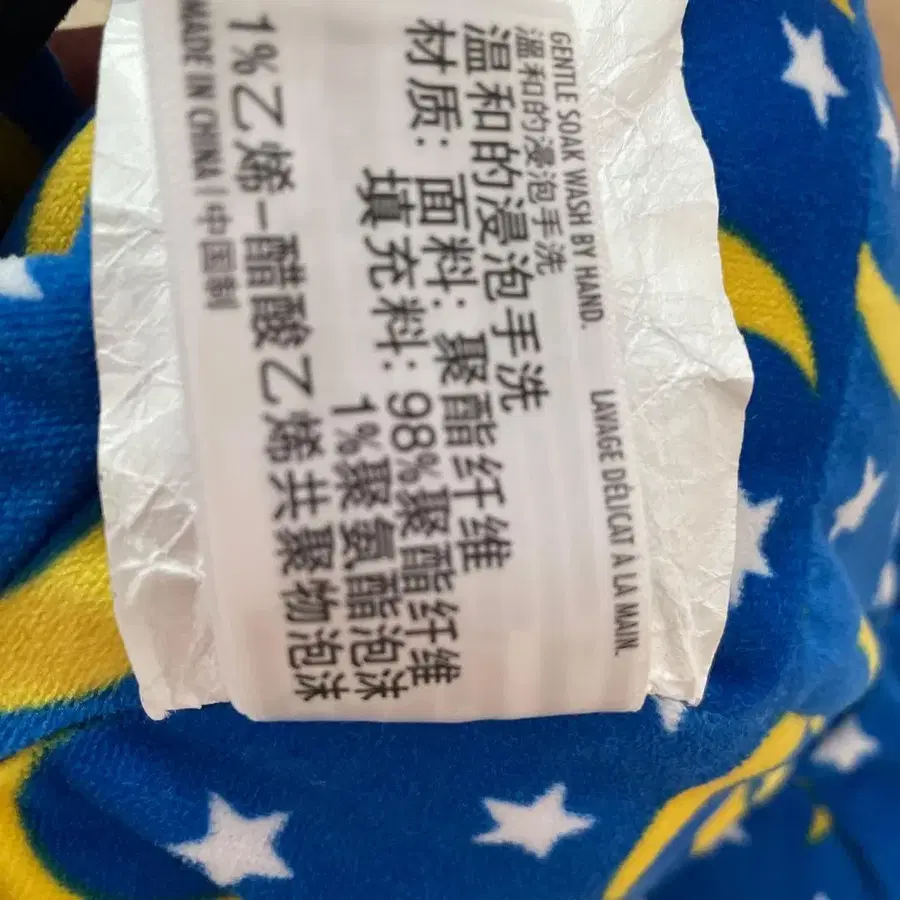 GENTLE SOAK WASH BY HAND. LAVAGE DÉLICAT À LA MAIN.
溫和的浸泡手洗
温和的浸泡手洗
材质: 面料: 聚酯纤维
填充料: 98%聚酯纤维
1%聚氨酯泡沫
1%乙烯-醋酸乙烯共聚物泡沫
MADE IN CHINA | 中国制